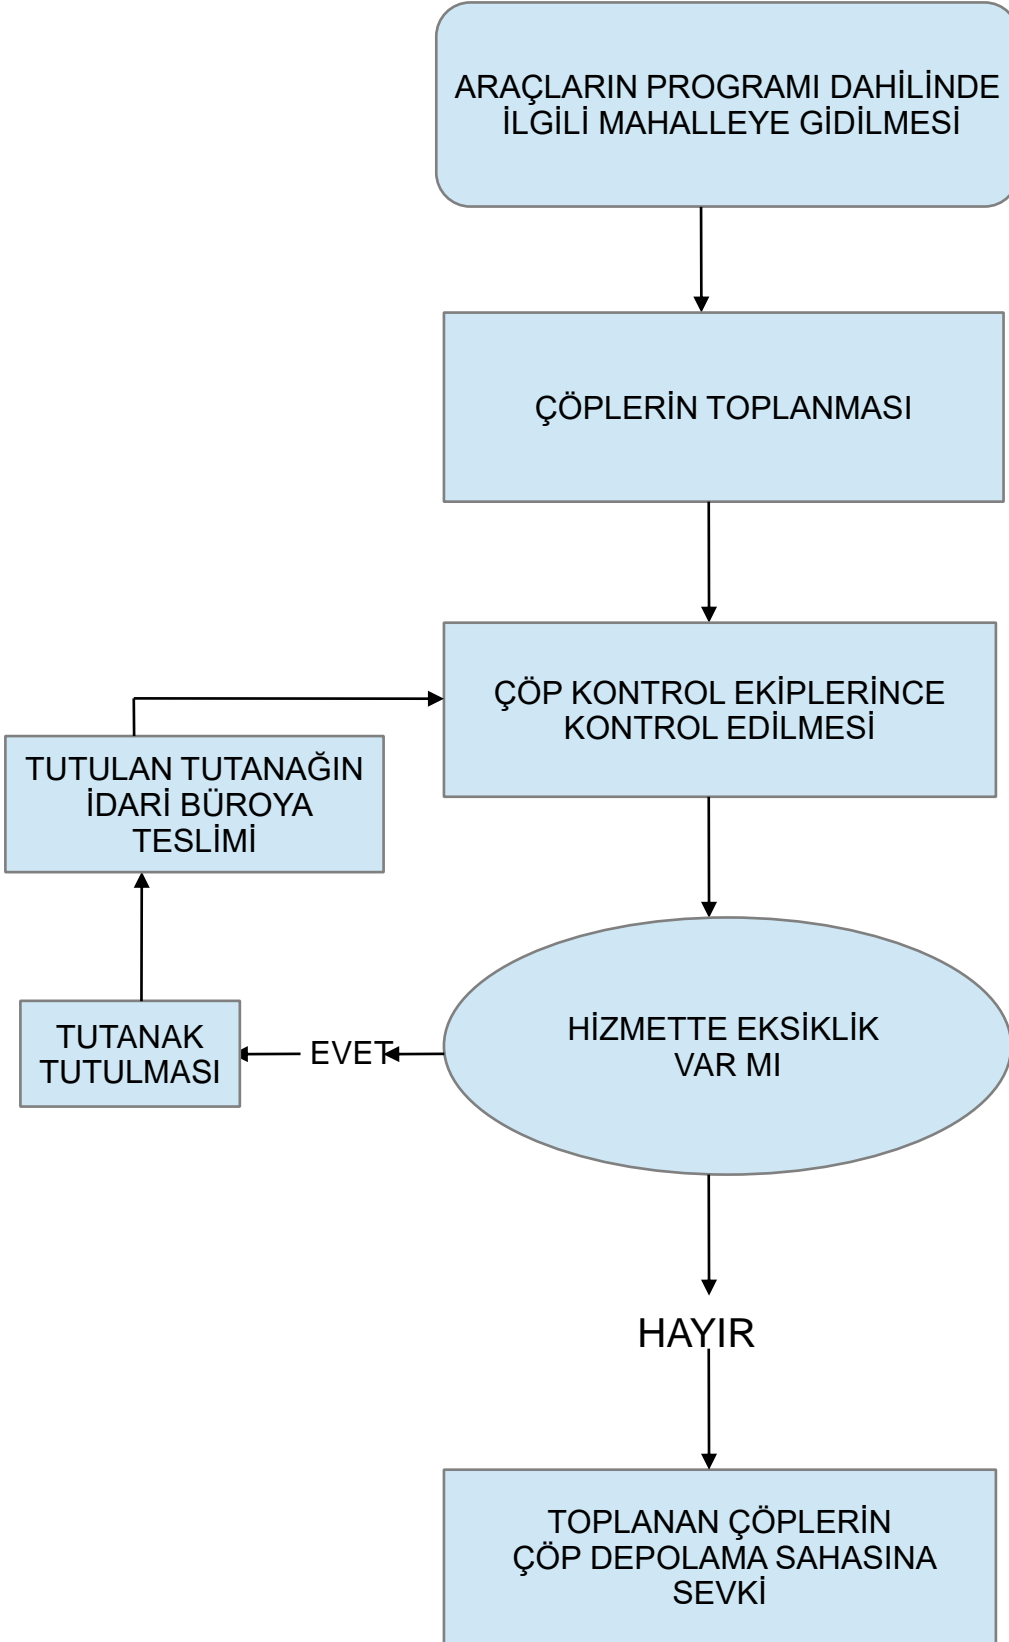 ARAÇLARIN PROGRAMI DAHİLİNDE
İLGİLİ MAHALLEYE GİDİLMESİ
ÇÖPLERİN TOPLANMASI
ÇÖP KONTROL EKİPLERİNCE
KONTROL EDİLMESİ
TUTULAN TUTANAĞIN
İDARİ BÜROYA
TESLİMİ
HİZMETTE EKSİKLİK
VAR MI
EVET
TUTANAK
TUTULMASI
HAYIR
TOPLANAN ÇÖPLERİN
ÇÖP DEPOLAMA SAHASINA
SEVKİ